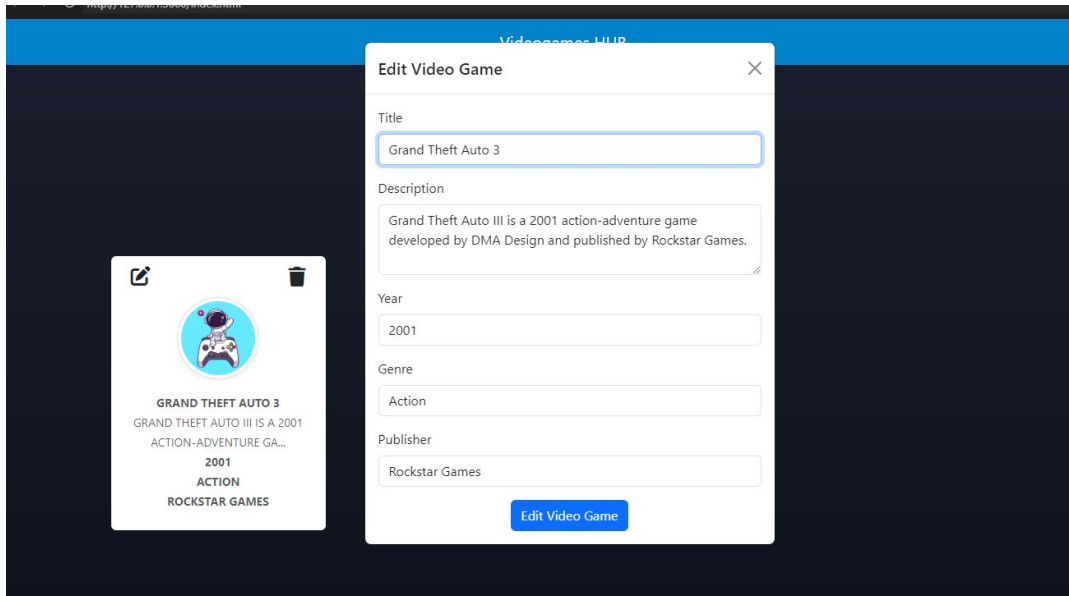 Videogames HUB
Edit Video Game
Title
Grand Theft Auto 3
Description
Grand Theft Auto III is a 2001 action-adventure game
developed by DMA Design and published by Rockstar Games.
Year
2001
Genre
Action
Publisher
Rockstar Games
Edit Video Game
GRAND THEFT AUTO 3
GRAND THEFT AUTO III IS A 2001
ACTION-ADVENTURE GA...
2001
ACTION
ROCKSTAR GAMES